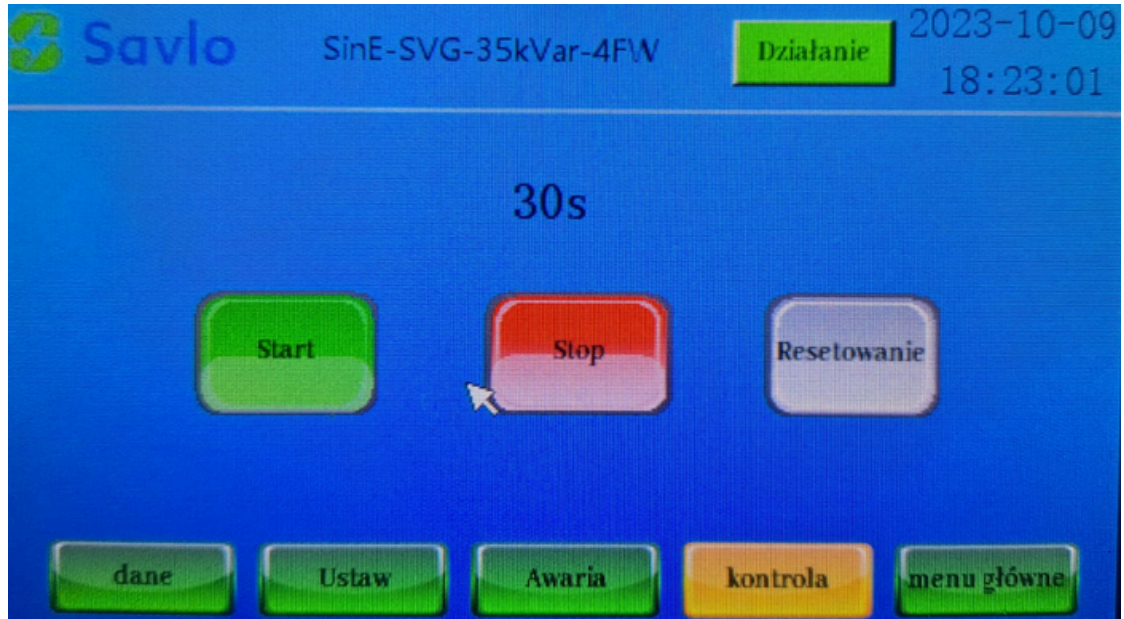 Savlo SinE-SVG-35kVar-4FW Działanie 2023-10-09
18:23:01
30s
Start Stop Resetowanie
dane Ustaw Awaria kontrola menu główne